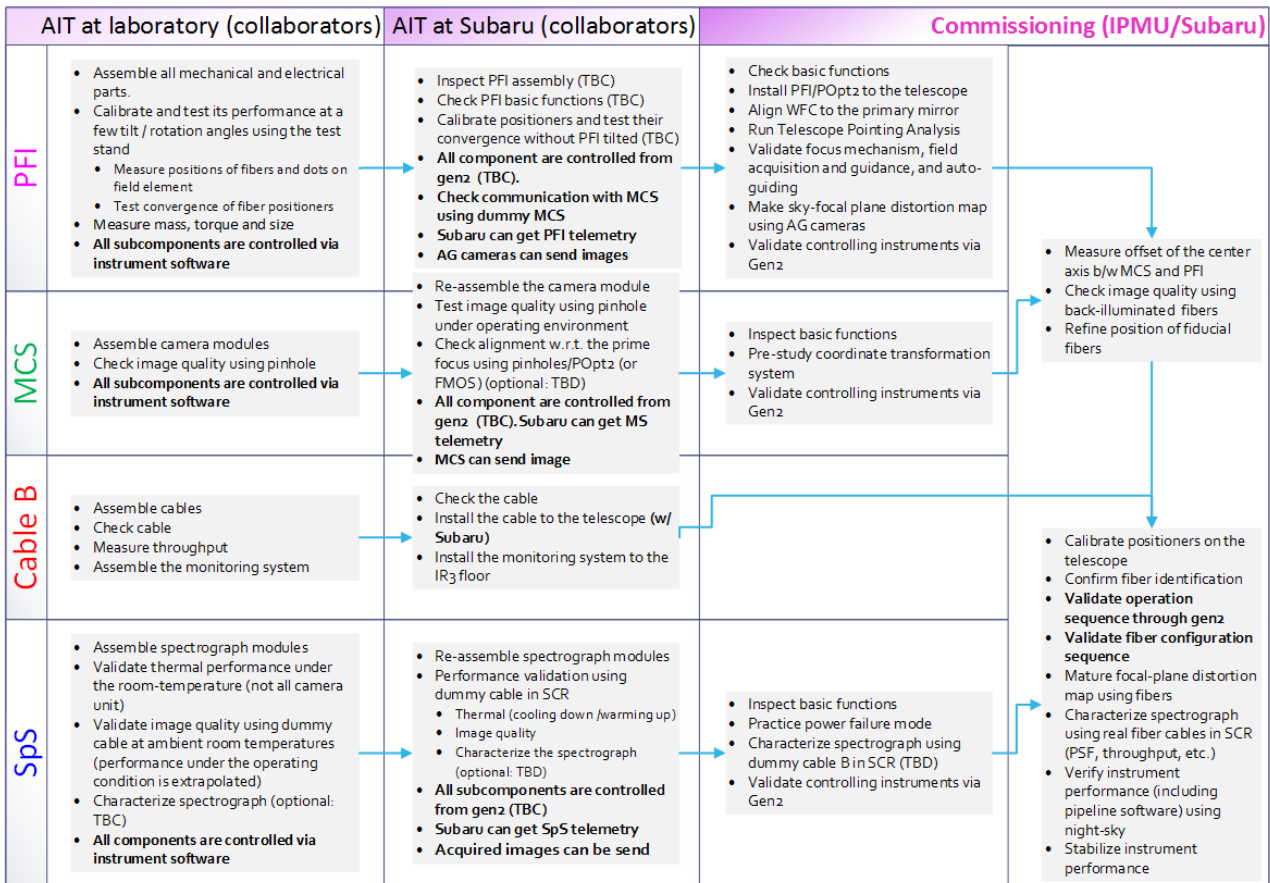 AIT at laboratory (collaborators)
AIT at Subaru (collaborators)
Commissioning (IPMU/Subaru)
PFI
• Assemble all mechanical and electrical
parts.
• Calibrate and test its performance at a
few tilt / rotation angles using the test
stand
• Measure positions of fibers and dots on
field element
• Test convergence of fiber positioners
• Measure mass, torque and size
• All subcomponents are controlled via
instrument software
• Inspect PFI assembly (TBC)
• Check PFI basic functions (TBC)
• Calibrate positioners and test their
convergence without PFI tilted (TBC)
• All component are controlled from
gen2 (TBC).
• Check communication with MCS
using dummy MCS
• Subaru can get PFI telemetry
• AG cameras can send images
• Check basic functions
• Install PFI/POpt2 to the telescope
• Align WFC to the primary mirror
• Run Telescope Pointing Analysis
• Validate focus mechanism, field
acquisition and guidance, and auto-
guiding
• Make sky-focal plane distortion map
using AG cameras
• Validate controlling instruments via
Gen2
• Measure offset of the center
axis b/w MCS and PFI
• Check image quality using
back-illuminated fibers
• Refine position of fiducial
fibers
MCS
• Assemble camera modules
• Check image quality using pinhole
• All subcomponents are controlled via
instrument software
• Re-assemble the camera module
• Test image quality using pinhole
under operating environment
• Check alignment w.r.t. the prime
focus using pinholes/POpt2 (or
FMOS) (optional: TBD)
• All component are controlled from
gen2 (TBC). Subaru can get MS
telemetry
• MCS can send image
• Inspect basic functions
• Pre-study coordinate transformation
system
• Validate controlling instruments via
Gen2
Cable B
• Assemble cables
• Check cable
• Measure throughput
• Assemble the monitoring system
• Check the cable
• Install the cable to the telescope (w/
Subaru)
• Install the monitoring system to the
IR3 floor
SpS
• Assemble spectrograph modules
• Validate thermal performance under
the room-temperature (not all camera
unit)
• Validate image quality using dummy
cable at ambient room temperatures
(performance under the operating
condition is extrapolated)
• Characterize spectrograph (optional:
TBC)
• All components are controlled via
instrument software
• Re-assemble spectrograph modules
• Performance validation using
dummy cable in SCR
• Thermal (cooling down /warming up)
• Image quality
• Characterize the spectrograph
(optional: TBD)
• All subcomponents are controlled
from gen2 (TBC)
• Subaru can get SpS telemetry
• Acquired images can be send
• Inspect basic functions
• Practice power failure mode
• Characterize spectrograph using
dummy cable B in SCR (TBD)
• Validate controlling instruments via
Gen2
• Calibrate positioners on the
telescope
• Confirm fiber identification
• Validate operation
sequence through gen2
• Validate fiber configuration
sequence
• Mature focal-plane distortion
map using fibers
• Characterize spectrograph
using real fiber cables in SCR
(PSF, throughput, etc.)
• Verify instrument
performance (including
pipeline software) using
night-sky
• Stabilize instrument
performance